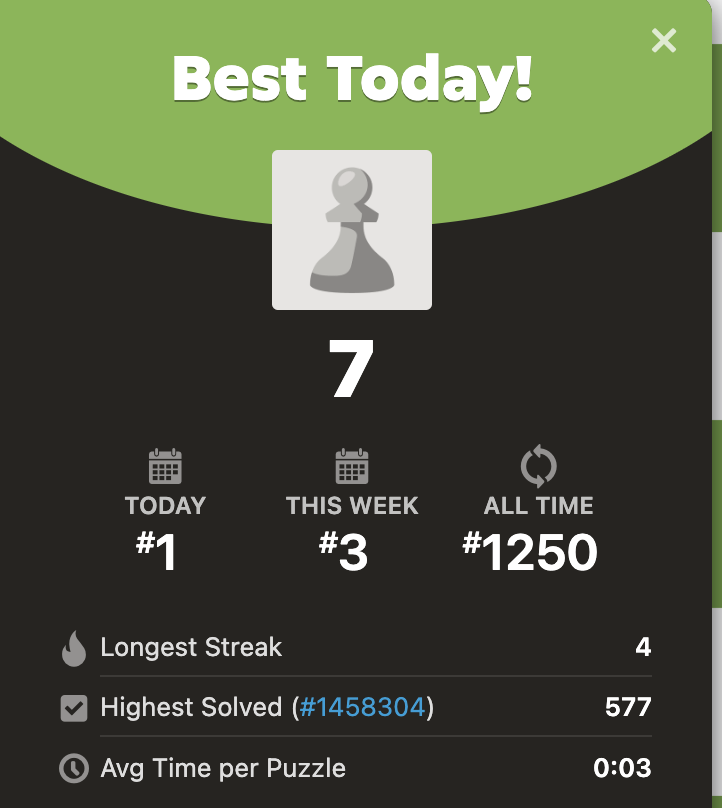 Best Today!
7
TODAY THIS WEEK ALL TIME
#1 #3 #1250
Longest Streak 4
Highest Solved (#1458304) 577
Avg Time per Puzzle 0:03